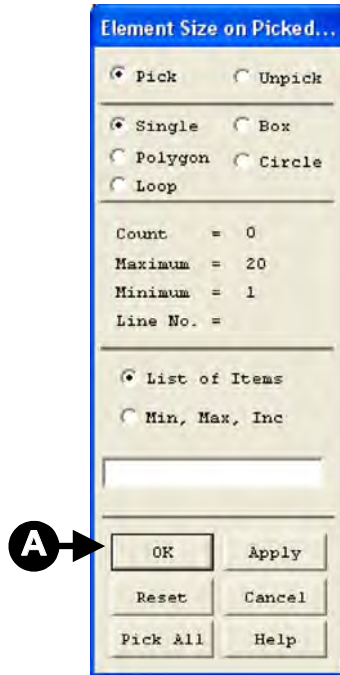 Element Size on Picked...
Pick Unpick
Single Box
Polygon Circle
Loop
Count = 0
Maximum = 20
Minimum = 1
Line No. =
List of Items
Min, Max, Inc
A
OK Apply
Reset Cancel
Pick All Help